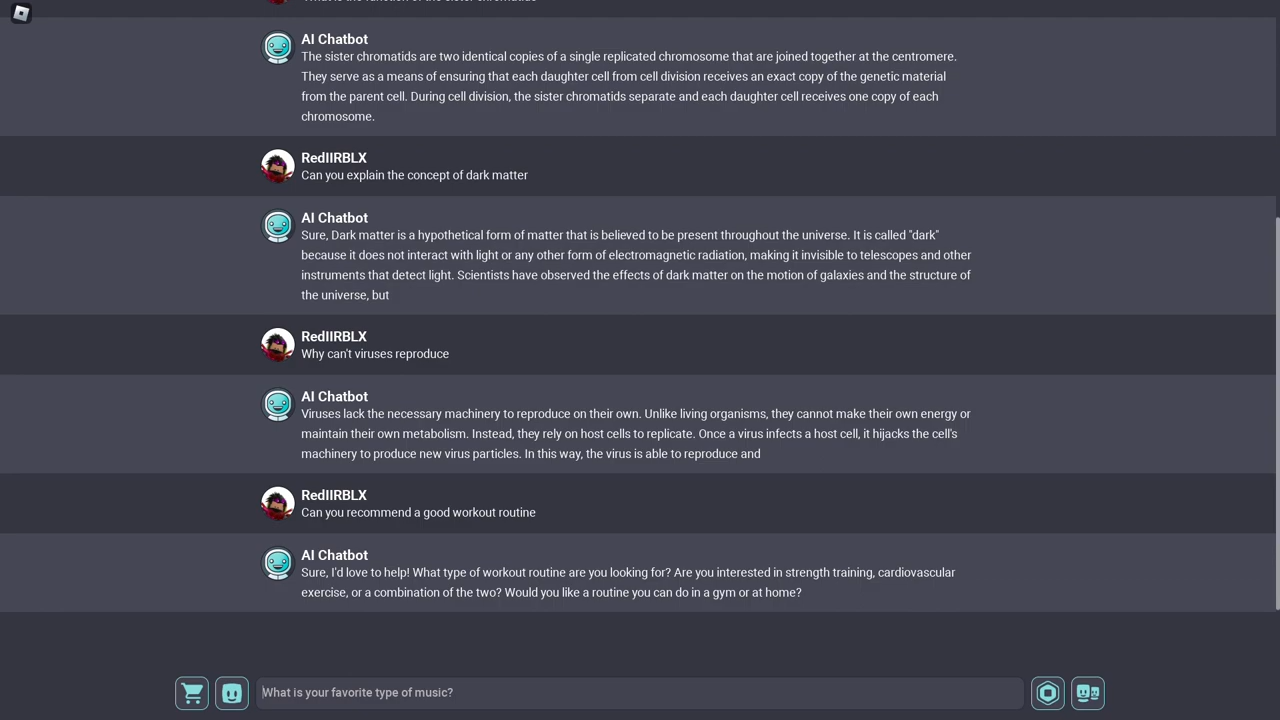 What is the function of the sister chromatids
AI Chatbot
The sister chromatids are two identical copies of a single replicated chromosome that are joined together at the centromere.
They serve as a means of ensuring that each daughter cell from cell division receives an exact copy of the genetic material
from the parent cell. During cell division, the sister chromatids separate and each daughter cell receives one copy of each
chromosome.
RedIIRBLX
Can you explain the concept of dark matter
AI Chatbot
Sure, Dark matter is a hypothetical form of matter that is believed to be present throughout the universe. It is called "dark"
because it does not interact with light or any other form of electromagnetic radiation, making it invisible to telescopes and other
instruments that detect light. Scientists have observed the effects of dark matter on the motion of galaxies and the structure of
the universe, but
RedIIRBLX
Why can't viruses reproduce
AI Chatbot
Viruses lack the necessary machinery to reproduce on their own. Unlike living organisms, they cannot make their own energy or
maintain their own metabolism. Instead, they rely on host cells to replicate. Once a virus infects a host cell, it hijacks the cell's
machinery to produce new virus particles. In this way, the virus is able to reproduce and
RedIIRBLX
Can you recommend a good workout routine
AI Chatbot
Sure, I'd love to help! What type of workout routine are you looking for? Are you interested in strength training, cardiovascular
exercise, or a combination of the two? Would you like a routine you can do in a gym or at home?
What is your favorite type of music?